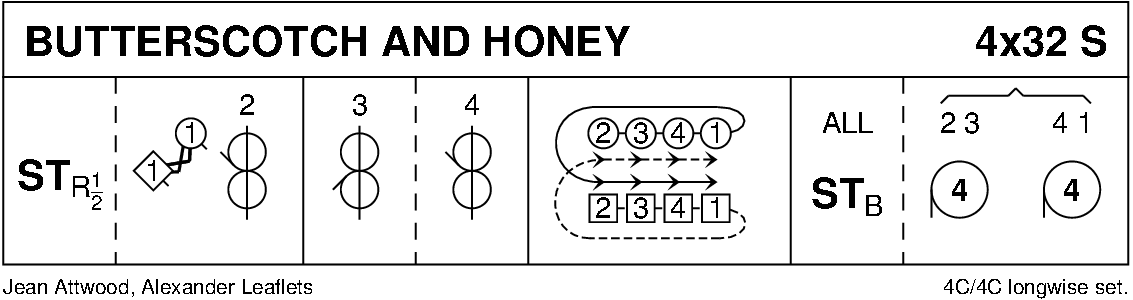 BUTTERSCOTCH AND HONEY 4x32 S
2 3 4 ALL 2 3 4 1
1 1 2 3 4 1
ST R 1/2 ST B 4 4
2 3 4 1
Jean Attwood, Alexander Leaflets 4C/4C longwise set.